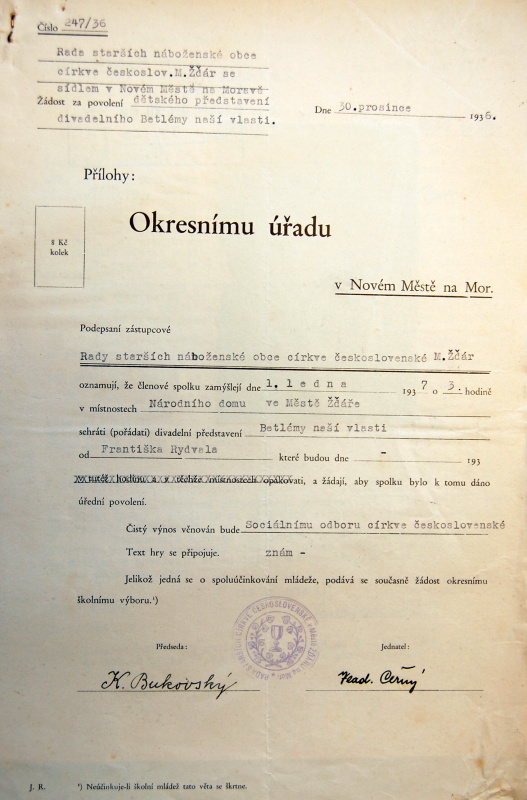 Číslo 247/36
Rada starších náboženské obce
církve českoslov.M.Žďár se
sídlem v Novém Městě na Moravě
Žádost za povolení dětského představení
divadelního Betlémy naší vlasti.
Dne 30.prosince 1936.
Přílohy:
8 Kč
kolek
Okresnímu úřadu
v Novém Městě na Mor.
Podepsaní zástupcové
Rady starších náboženské obce církve československé M.Žďár
oznamují, že členové spolku zamýšlejí dne 1. ledna 1937 o 3. hodině
v místnostech Národního domu ve Městě Žďáře
sehráti (pořádati) divadelní představení Betlémy naší vlasti
od Františka Rydvala které budou dne - 193
v tutéž hodinu a v těchže místnostech opakovati, a žádají, aby spolku bylo k tomu dáno
úřední povolení.
Čistý výnos věnován bude Sociálnímu odboru církve československé
Text hry se připojuje. znám -
Jelikož jedná se o spoluúčinkování mládeže, podává se současně žádost okresnímu
školnímu výboru.¹)
Předseda:
Jednatel:
K. Bukovský
Černý
J. R. ¹) Neúčinkuje-li školní mládež tato věta se škrtne.